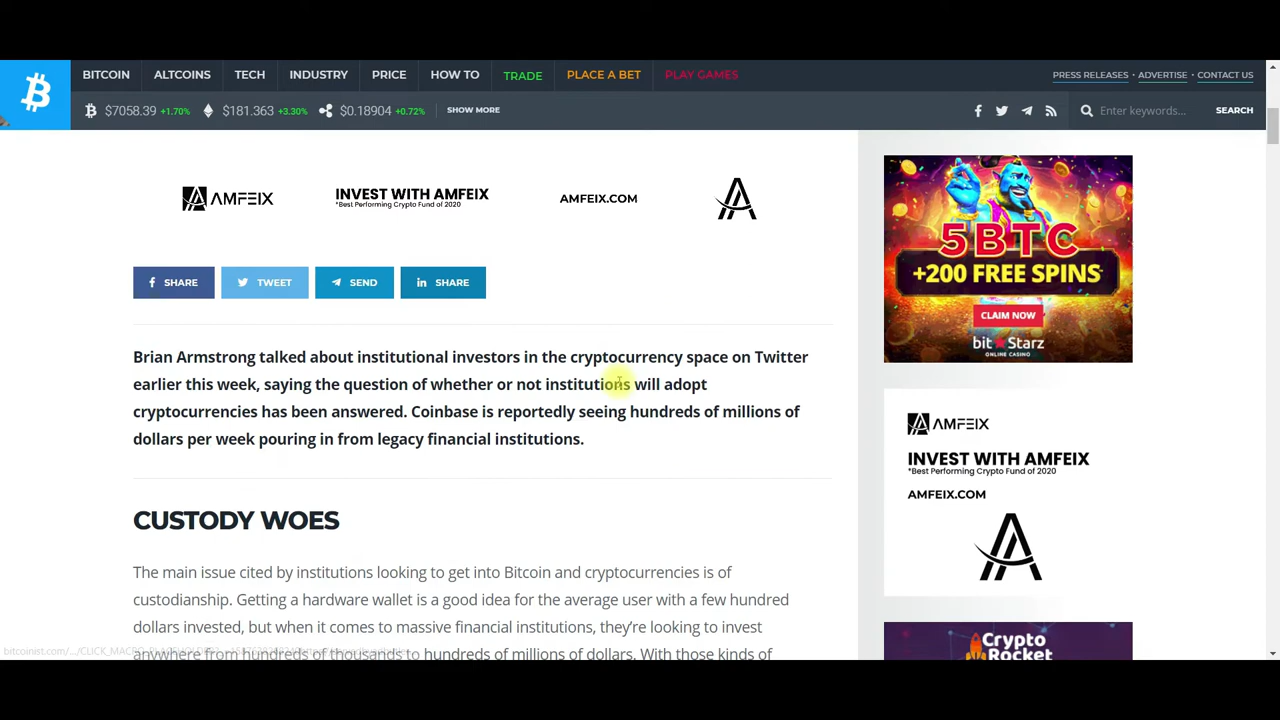 BITCOIN ALTCOINS TECH INDUSTRY PRICE HOW TO TRADE PLACE A BET PLAY GAMES PRESS RELEASES • ADVERTISE • CONTACT US
$7058.39 +1.70% $181.363 +3.30% $0.18904 +0.72% SHOW MORE Enter keywords... SEARCH
AMFEIX
INVEST WITH AMFEIX
*Best Performing Crypto Fund of 2020
AMFEIX.COM
SHARE TWEET SEND SHARE
Brian Armstrong talked about institutional investors in the cryptocurrency space on Twitter
earlier this week, saying the question of whether or not institutions will adopt
cryptocurrencies has been answered. Coinbase is reportedly seeing hundreds of millions of
dollars per week pouring in from legacy financial institutions.
CUSTODY WOES
The main issue cited by institutions looking to get into Bitcoin and cryptocurrencies is of
custodianship. Getting a hardware wallet is a good idea for the average user with a few hundred
dollars invested, but when it comes to massive financial institutions, they're looking to invest
anywhere from hundreds of thousands to hundreds of millions of dollars. With those kinds of
5 BTC
+200 FREE SPINS
CLAIM NOW
bitStarz
ONLINE CASINO
AMFEIX
INVEST WITH AMFEIX
*Best Performing Crypto Fund of 2020
AMFEIX.COM
Crypto
Rocket